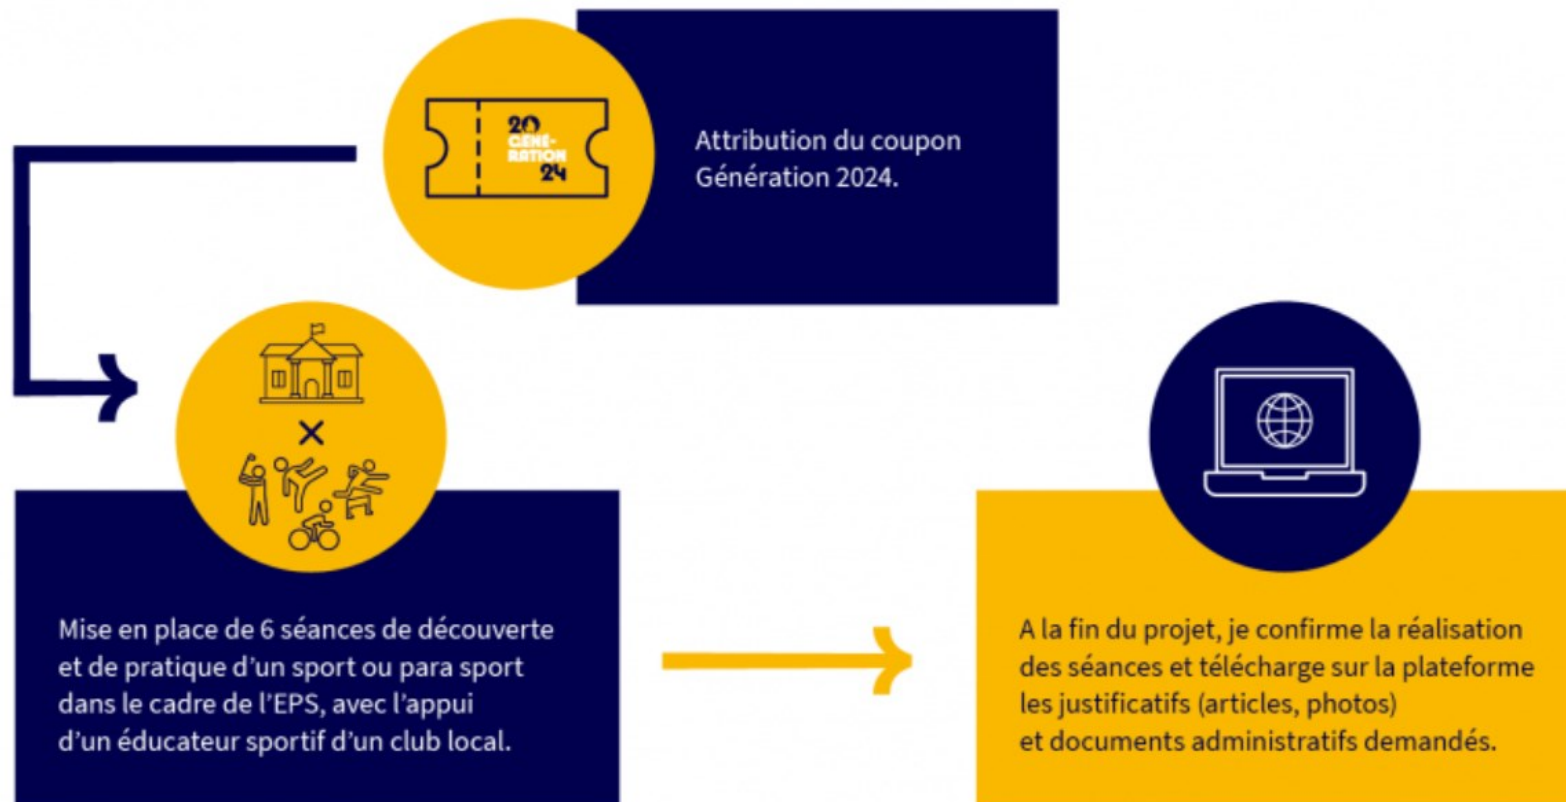 20
GÉNÉ-
RATION
24
Attribution du coupon
Génération 2024.
Mise en place de 6 séances de découverte
et de pratique d'un sport ou para sport
dans le cadre de l'EPS, avec l'appui
d'un éducateur sportif d'un club local.
A la fin du projet, je confirme la réalisation
des séances et télécharge sur la plateforme
les justificatifs (articles, photos)
et documents administratifs demandés.